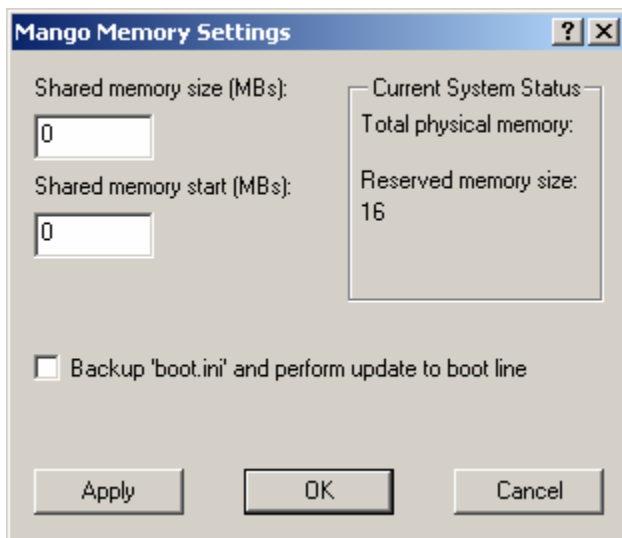 Mango Memory Settings
Shared memory size (MBs):
0
Shared memory start (MBs):
0
Current System Status
Total physical memory:
Reserved memory size:
16
Backup 'boot.ini' and perform update to boot line
Apply
OK
Cancel